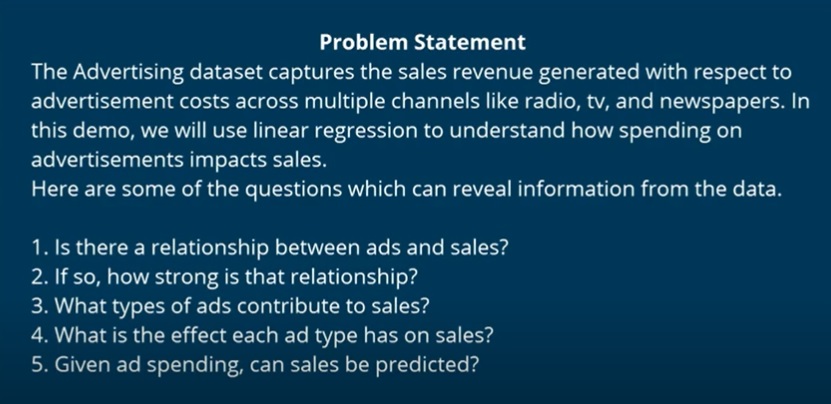 Problem Statement
The Advertising dataset captures the sales revenue generated with respect to
advertisement costs across multiple channels like radio, tv, and newspapers. In
this demo, we will use linear regression to understand how spending on
advertisements impacts sales.
Here are some of the questions which can reveal information from the data.
1. Is there a relationship between ads and sales?
2. If so, how strong is that relationship?
3. What types of ads contribute to sales?
4. What is the effect each ad type has on sales?
5. Given ad spending, can sales be predicted?